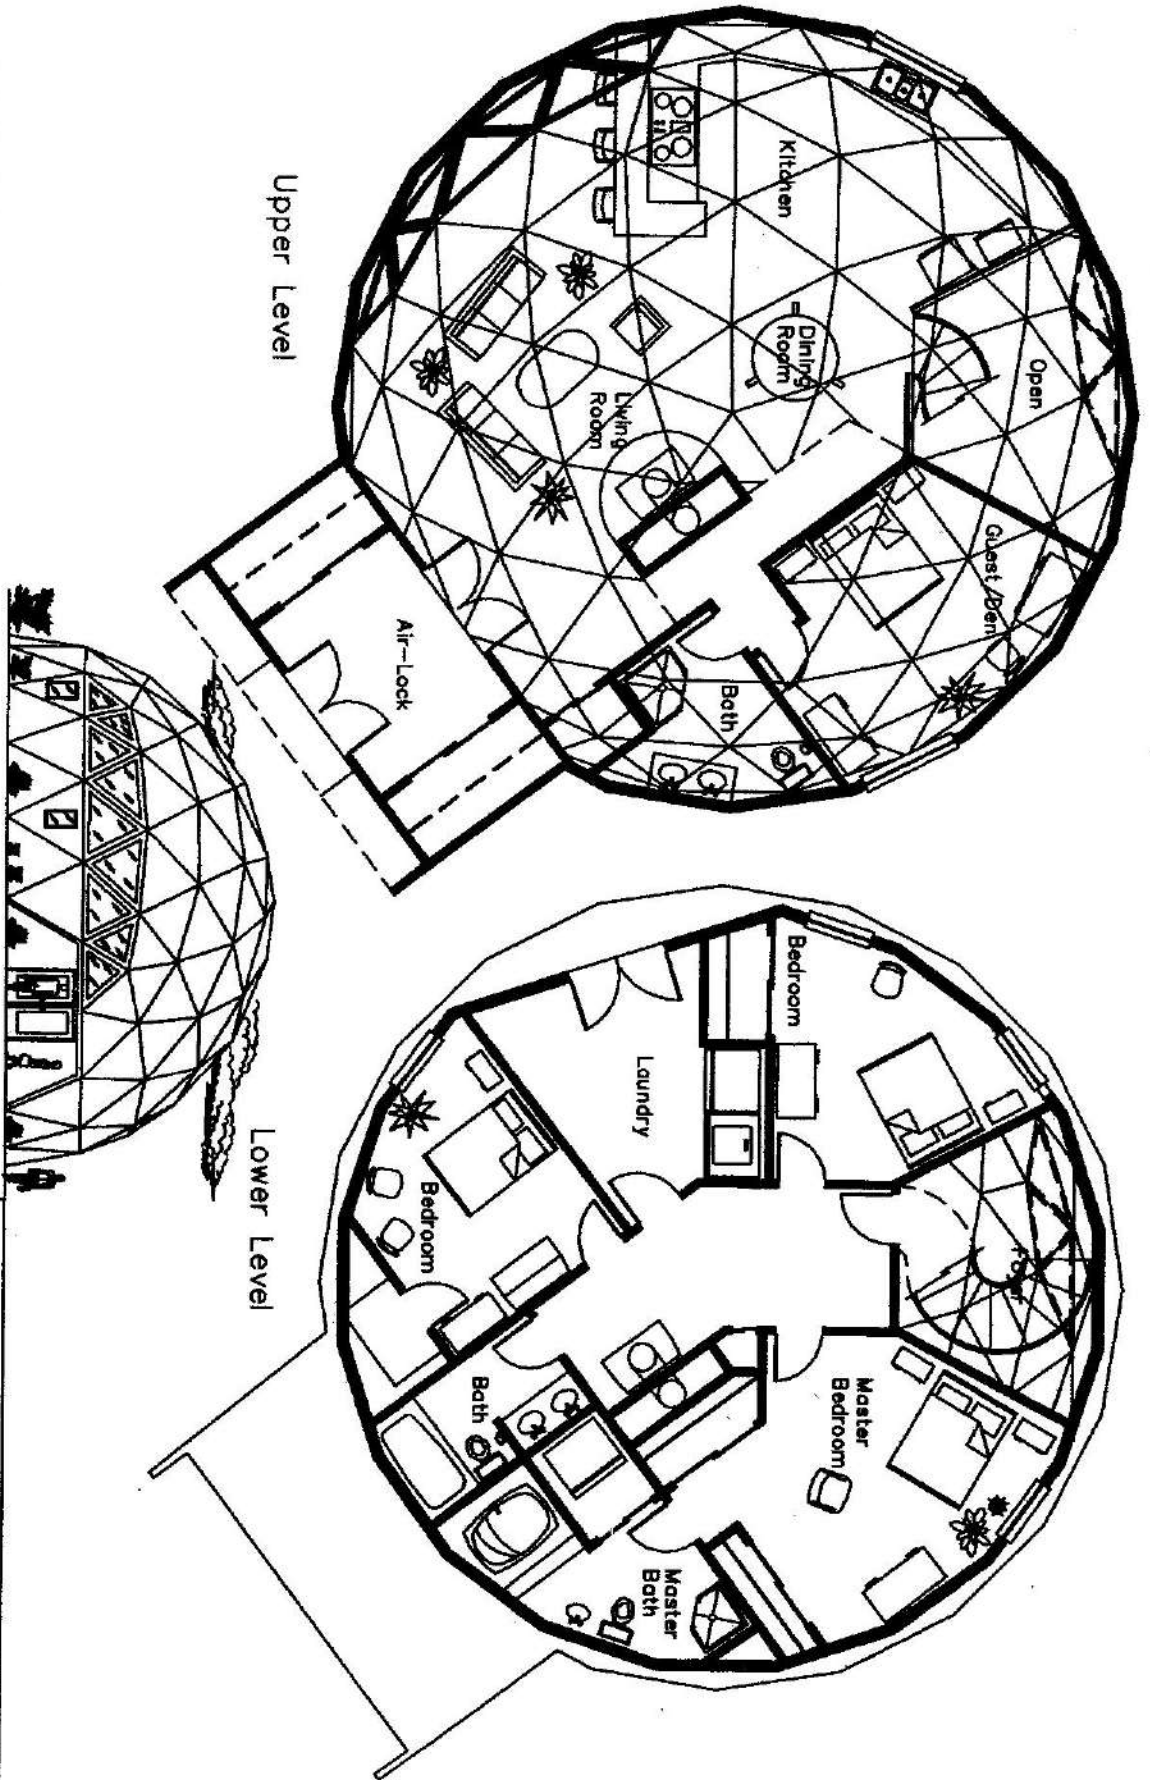 Kitchen
Dining
Room
Open
Living
Room
Guest/Den
Bath
Air-Lock
Upper Level
Bedroom
Laundry
Foyer
Bedroom
Master
Bedroom
Bath
Master
Bath
Lower Level